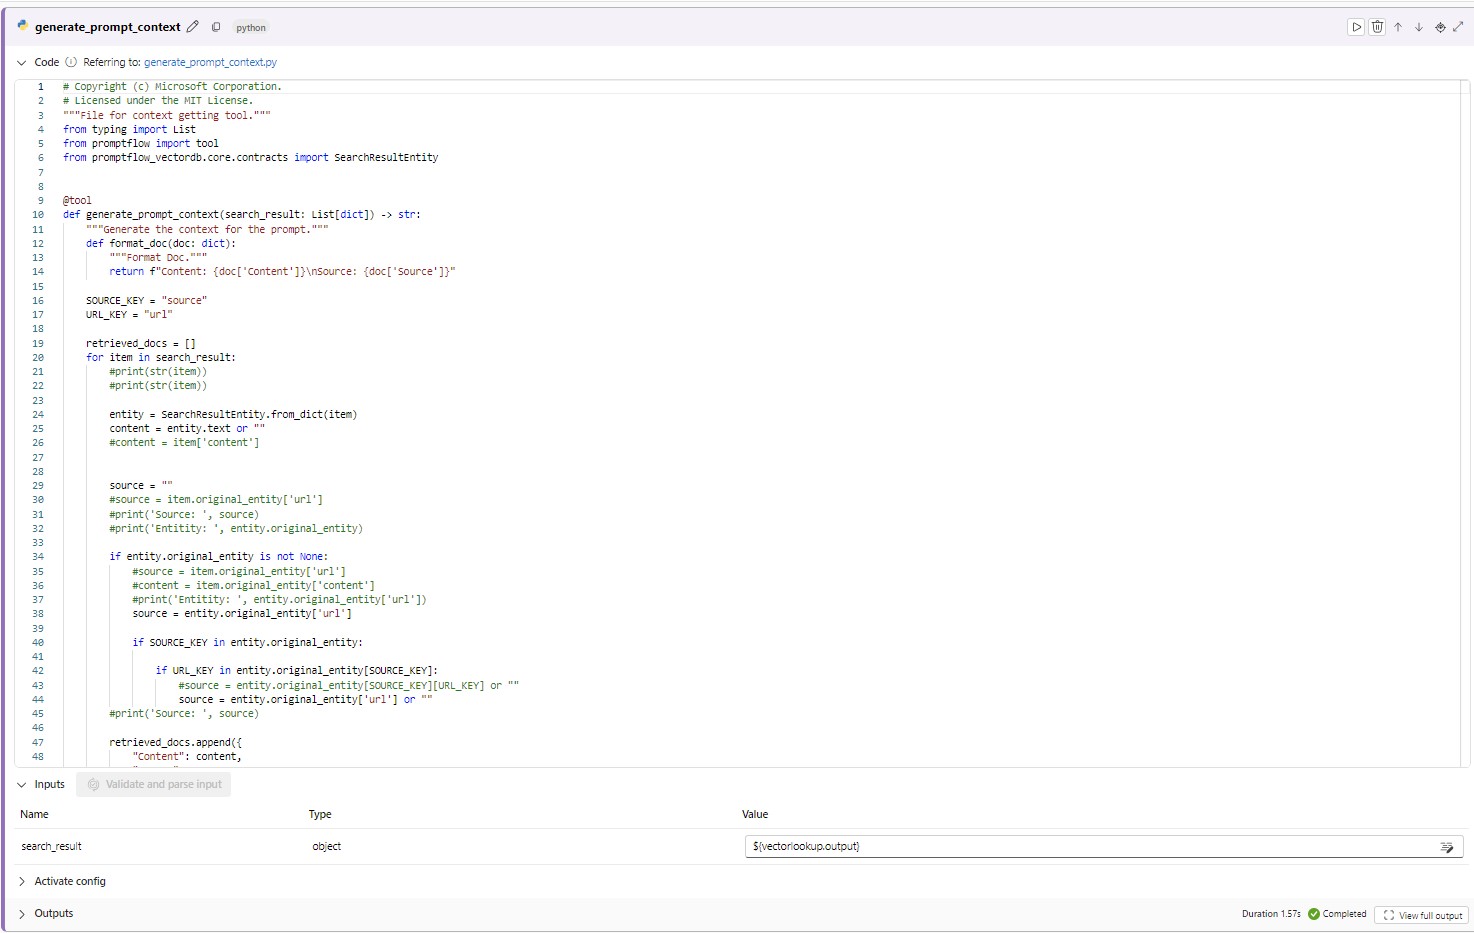 generate_prompt_context python
Code Referring to: generate_prompt_context.py
1 # Copyright (c) Microsoft Corporation.
2 # Licensed under the MIT License.
3 """File for context getting tool."""
4 from typing import List
5 from promptflow import tool
6 from promptflow_vectordb.core.contracts import SearchResultEntity
7
8
9 @tool
10 def generate_prompt_context(search_result: List[dict]) -> str:
11 """Generate the context for the prompt."""
12 def format_doc(doc: dict):
13 """Format Doc."""
14 return f"Content: {doc['Content']}\nSource: {doc['Source']}"
15
16 SOURCE_KEY = "source"
17 URL_KEY = "url"
18
19 retrieved_docs = []
20 for item in search_result:
21 #print(str(item))
22 #print(str(item))
23
24 entity = SearchResultEntity.from_dict(item)
25 content = entity.text or ""
26 #content = item['content']
27
28
29 source = ""
30 #source = item.original_entity['url']
31 #print('Source: ', source)
32 #print('Entitity: ', entity.original_entity)
33
34 if entity.original_entity is not None:
35 #source = item.original_entity['url']
36 #content = item.original_entity['content']
37 #print('Entitity: ', entity.original_entity['url'])
38 source = entity.original_entity['url']
39
40 if SOURCE_KEY in entity.original_entity:
41
42 if URL_KEY in entity.original_entity[SOURCE_KEY]:
43 #source = entity.original_entity[SOURCE_KEY][URL_KEY] or ""
44 source = entity.original_entity['url'] or ""
45 #print('Source: ', source)
46
47 retrieved_docs.append({
48 "Content": content,
Inputs Validate and parse input
Name Type Value
search_result object ${vectorlookup.output}
Activate config
Outputs Duration 1.57s Completed View full output